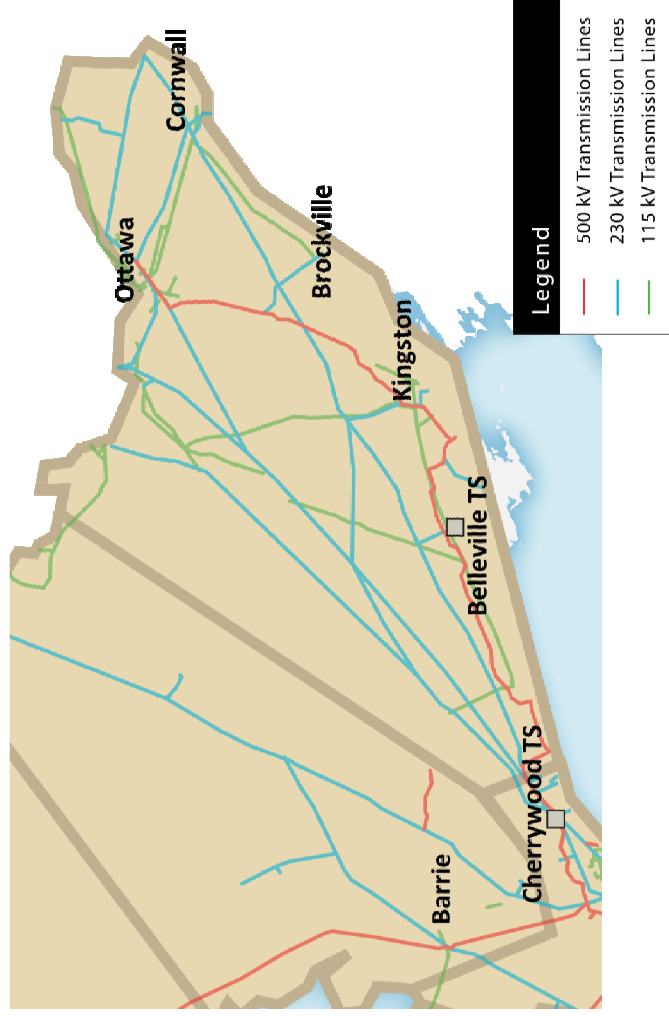 Cornwall
Ottawa
Brockville
Kingston
Belleville TS
Cherrywood TS
Barrie
Legend
500 kV Transmission Lines
230 kV Transmission Lines
115 kV Transmission Lines